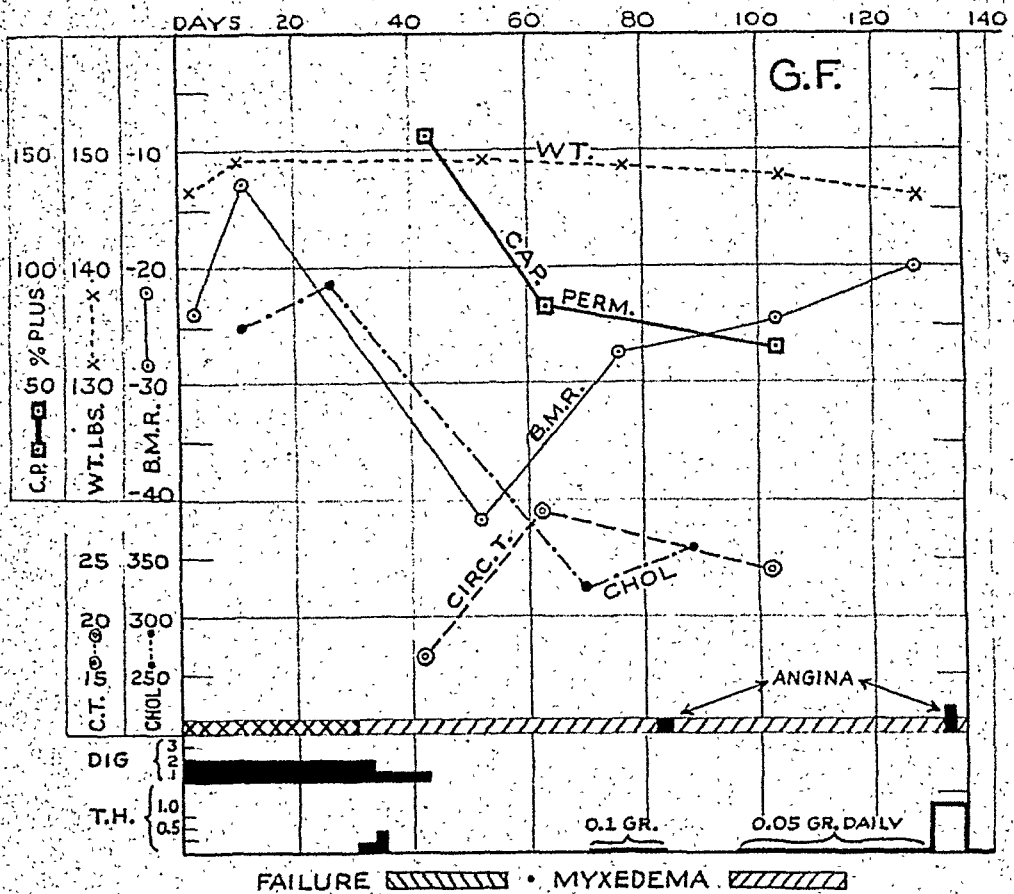 DAYS 20 40 60 80 100 120 140
G.F.
150 150 -10
WT.
100 140 -20
CAP.
PERM.
50 130 -30
B.M.R.
-40
C.P. % PLUS
WT. LBS.
B.M.R.
25 350
CIRC. T.
CHOL
20 300
15 250
ANGINA
C.T.
CHOL
DIG 3
2
.1
T.H. 1.0
0.5
0.1 GR. 0.05 GR. DAILY
FAILURE • MYXEDEMA